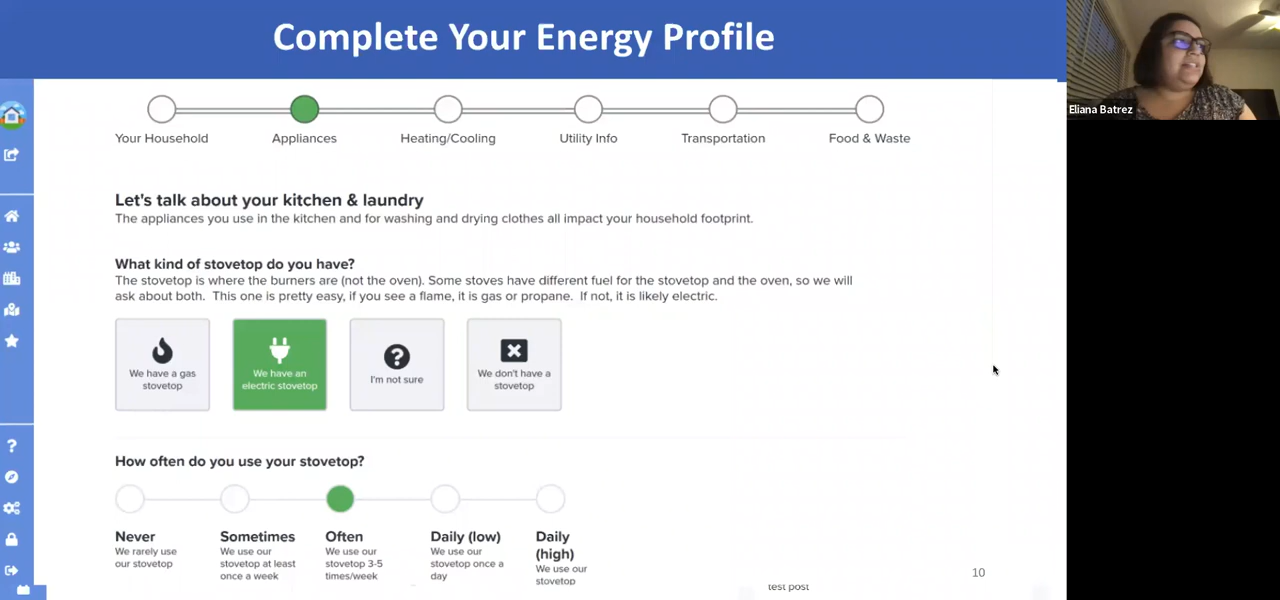 Complete Your Energy Profile
Eliana Batrez
Your Household
Appliances
Heating/Cooling
Utility Info
Transportation
Food & Waste
Let's talk about your kitchen & laundry
The appliances you use in the kitchen and for washing and drying clothes all impact your household footprint.
What kind of stovetop do you have?
The stovetop is where the burners are (not the oven). Some stoves have different fuel for the stovetop and the oven, so we will
ask about both. This one is pretty easy, if you see a flame, it is gas or propane. If not, it is likely electric.
We have a gas
stovetop
We have an
electric stovetop
I'm not sure
We don't have a
stovetop
How often do you use your stovetop?
Never
We rarely use
our stovetop
Sometimes
We use our
stovetop at least
once a week
Often
We use our
stovetop 3-5
times/week
Daily (low)
We use our
stovetop once a
day
Daily
(high)
We use our
stovetop
10
test post